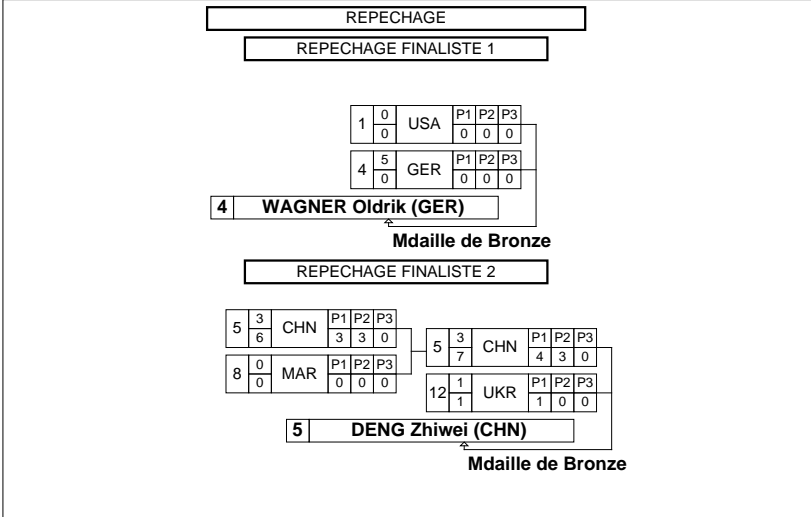 REPECHAGE
REPECHAGE FINALISTE 1
1 0 USA P1 P2 P3
0 0 0 0
4 5 GER P1 P2 P3
0 0 0 0
4 WAGNER Oldrik (GER)
Mdaille de Bronze
REPECHAGE FINALISTE 2
5 3 CHN P1 P2 P3
6 3 3 0
8 0 MAR P1 P2 P3
0 0 0 0
5 3 CHN P1 P2 P3
7 4 3 0
12 1 UKR P1 P2 P3
1 1 0 0
5 DENG Zhiwei (CHN)
Mdaille de Bronze